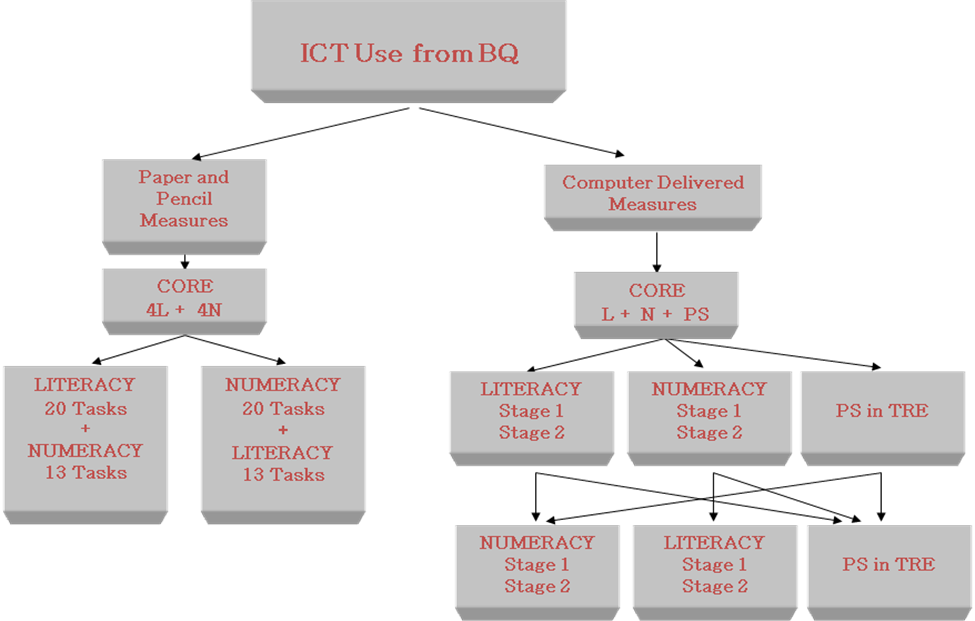 ICT Use from BQ
Paper and
Pencil
Measures
Computer Delivered
Measures
CORE
4L + 4N
CORE
L + N + PS
LITERACY
20 Tasks
+
NUMERACY
13 Tasks
NUMERACY
20 Tasks
+
LITERACY
13 Tasks
LITERACY
Stage 1
Stage 2
NUMERACY
Stage 1
Stage 2
PS in TRE
NUMERACY
Stage 1
Stage 2
LITERACY
Stage 1
Stage 2
PS in TRE